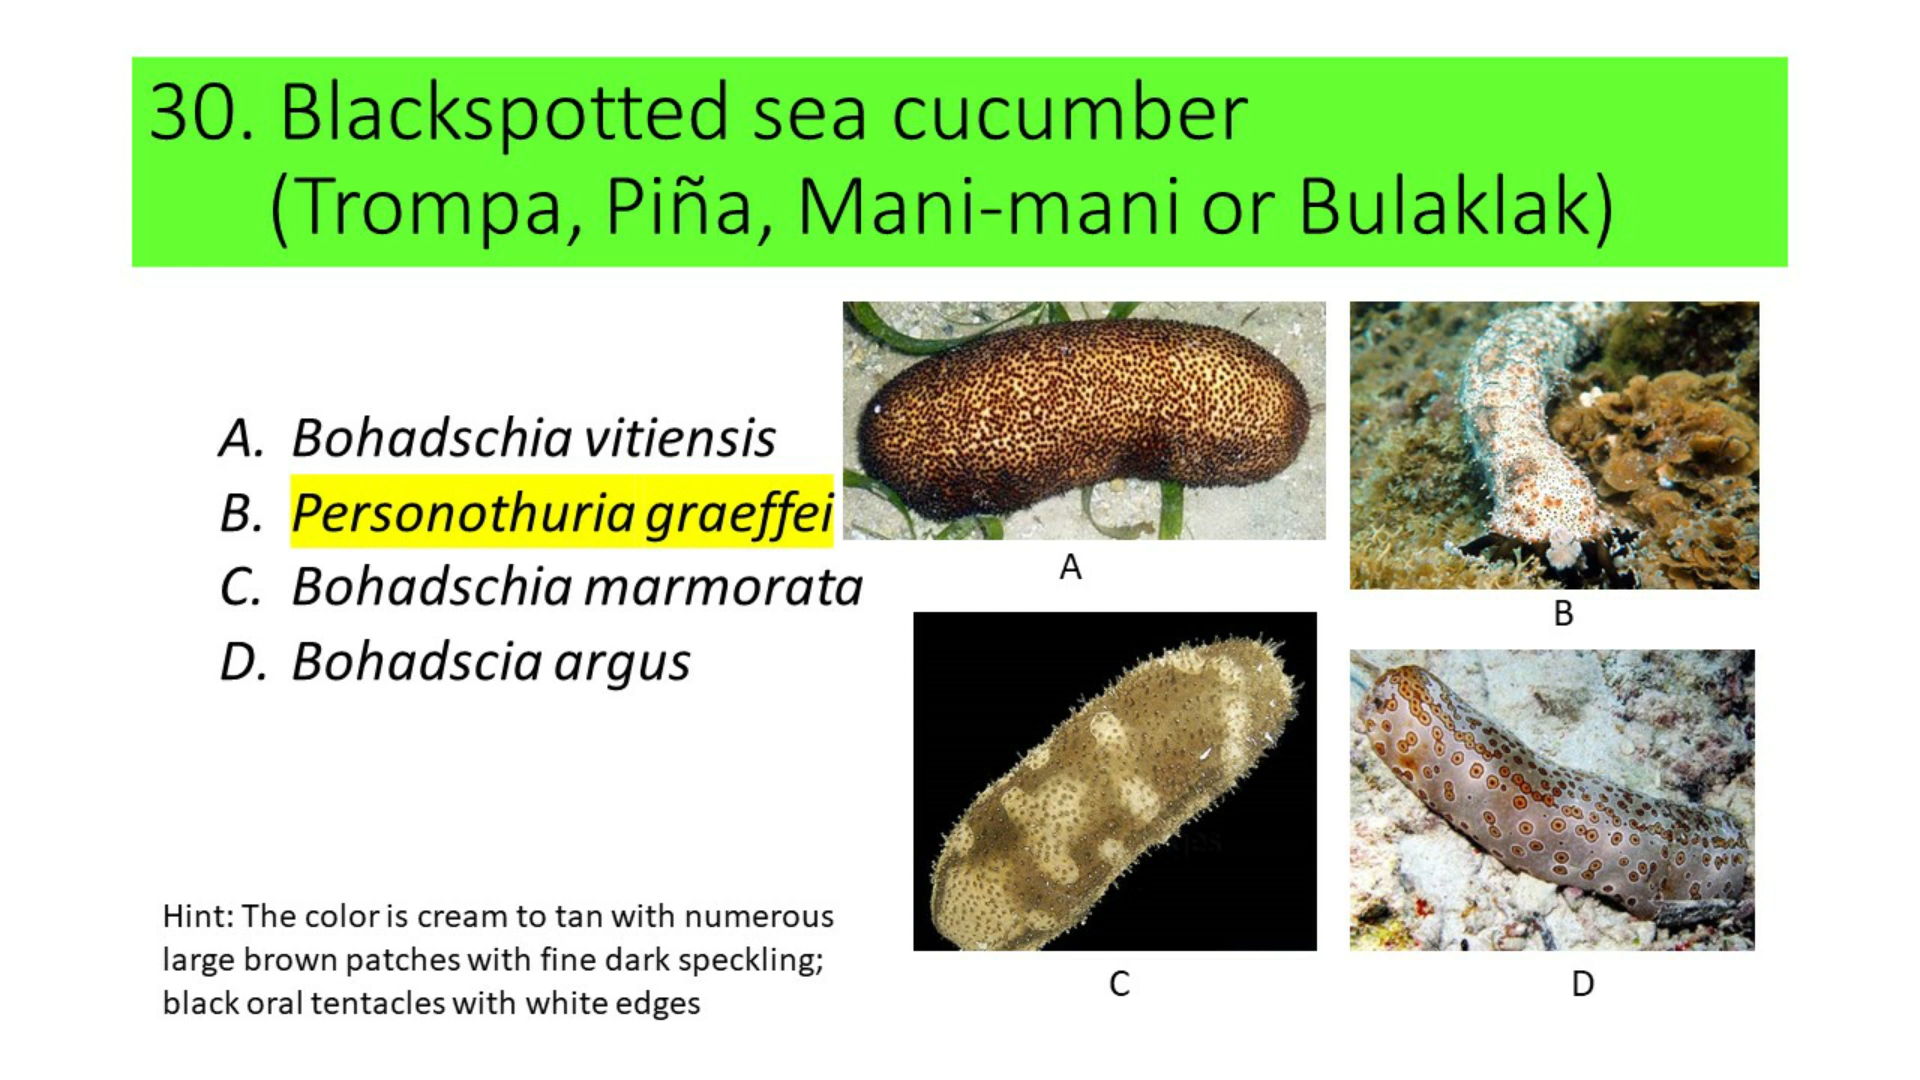 30. Blackspotted sea cucumber
(Trompa, Piña, Mani-mani or Bulaklak)
A. Bohadschia vitiensis
B. Personothuria graeffei
C. Bohadschia marmorata
D. Bohadscia argus
A
B
C
D
Hint: The color is cream to tan with numerous
large brown patches with fine dark speckling;
black oral tentacles with white edges